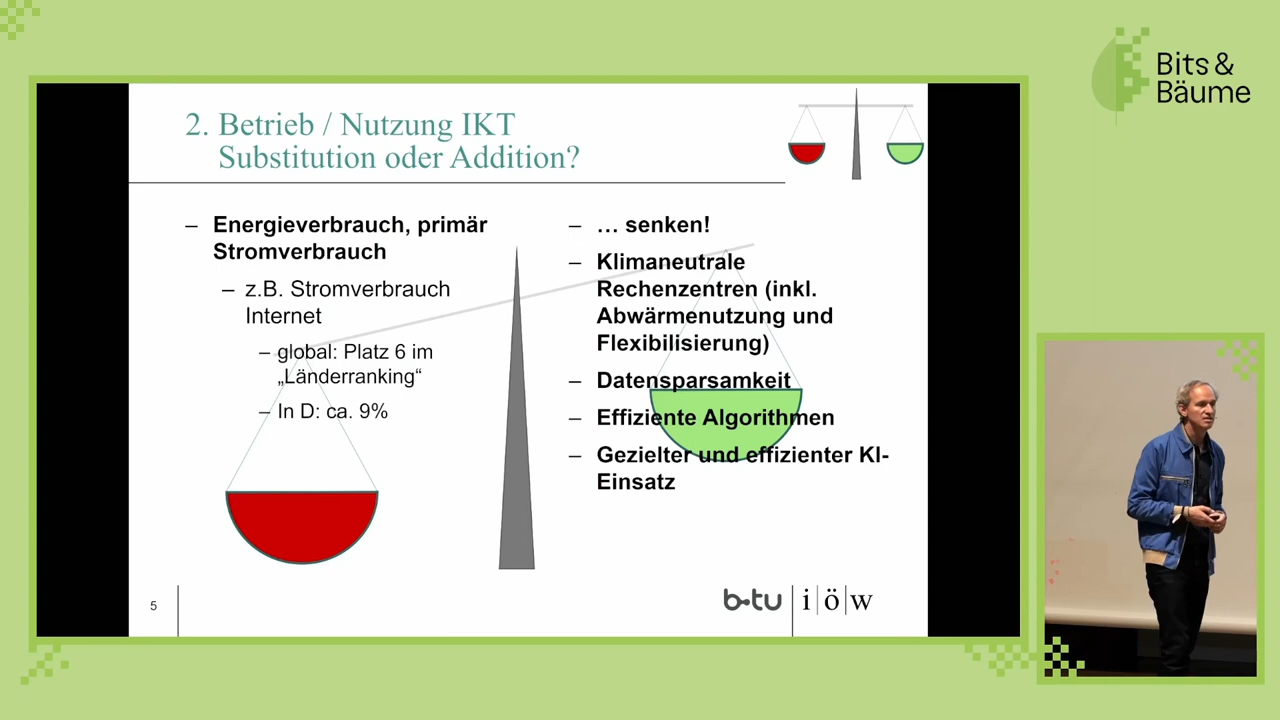 Bits &
Bäume
2. Betrieb / Nutzung IKT
Substitution oder Addition?
– Energieverbrauch, primär
Stromverbrauch
– z.B. Stromverbrauch
Internet
– global: Platz 6 im
„Länderranking“
– In D: ca. 9%
– … senken!
– Klimaneutrale
Rechenzentren (inkl.
Abwärmenutzung und
Flexibilisierung)
– Datensparsamkeit
– Effiziente Algorithmen
– Gezielter und effizienter KI-
Einsatz
5
b-tu
i|ö|w